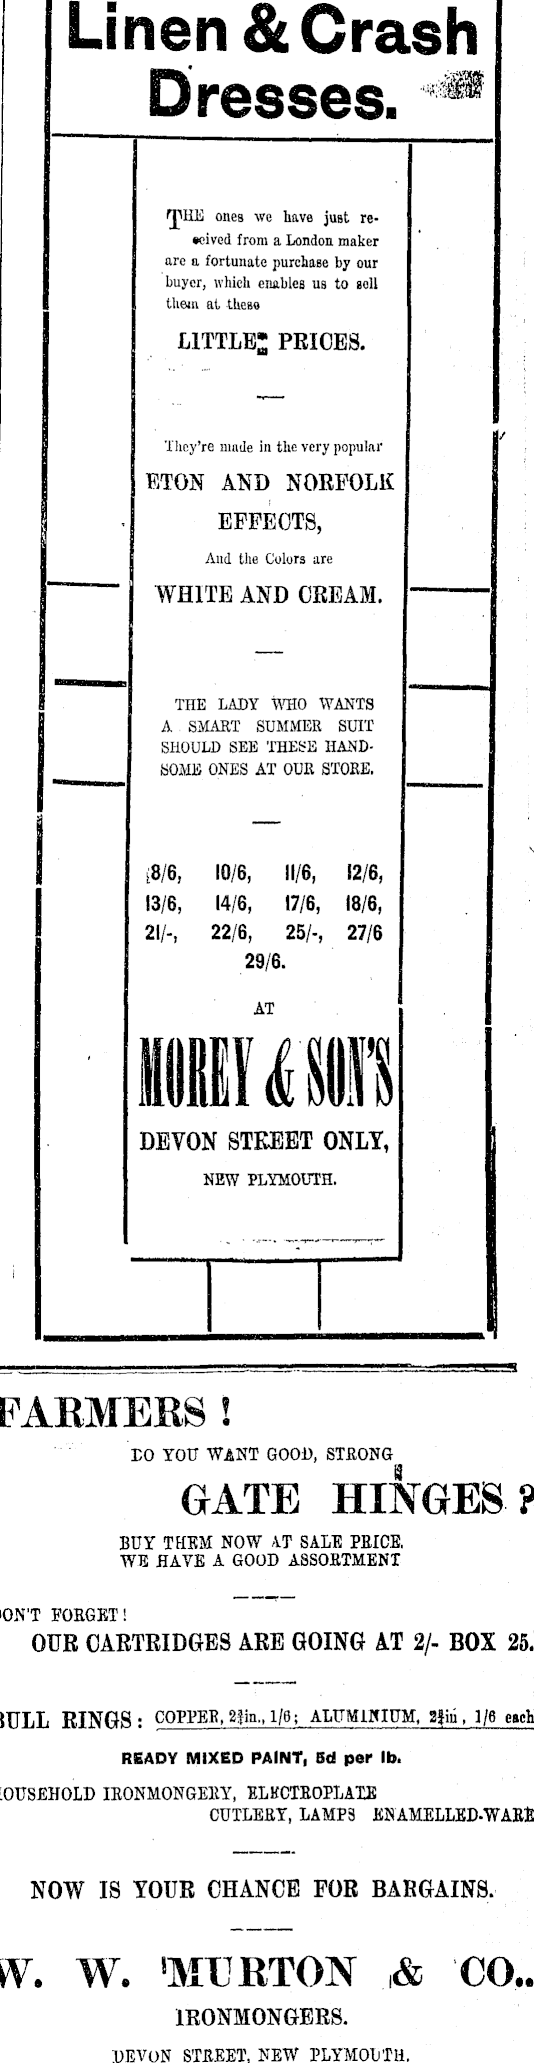 Linen & Crash
Dresses.
THE ones we have just re-
ceived from a London maker
are a fortunate purchase by our
buyer, which enables us to sell
them at these
LITTLE PRICES.
They're made in the very popular
ETON AND NORFOLK
EFFECTS,
And the Colors are
WHITE AND CREAM.
THE LADY WHO WANTS
A SMART SUMMER SUIT
SHOULD SEE THESE HAND-
SOME ONES AT OUR STORE.
8/6, 10/6, 11/6, 12/6,
13/6, 14/6, 17/6, 18/6,
21/-, 22/6, 25/-, 27/6
29/6.
AT
MOREY & SON'S
DEVON STREET ONLY,
NEW PLYMOUTH.
FARMERS!
DO YOU WANT GOOD, STRONG
GATE HINGES?
BUY THEM NOW AT SALE PRICE.
WE HAVE A GOOD ASSORTMENT
DON'T FORGET!
OUR CARTRIDGES ARE GOING AT 2/- BOX 25.
BULL RINGS: COPPER, in., 1/6; ALUMINIUM, in, 1/6 each
READY MIXED PAINT, 5d per lb.
HOUSEHOLD IRONMONGERY, ELECTROPLATE
CUTLERY, LAMPS ENAMELLED-WARE
NOW IS YOUR CHANCE FOR BARGAINS.
W. W. MURTON & CO..
IRONMONGERS.
DEVON STREET, NEW PLYMOUTH.